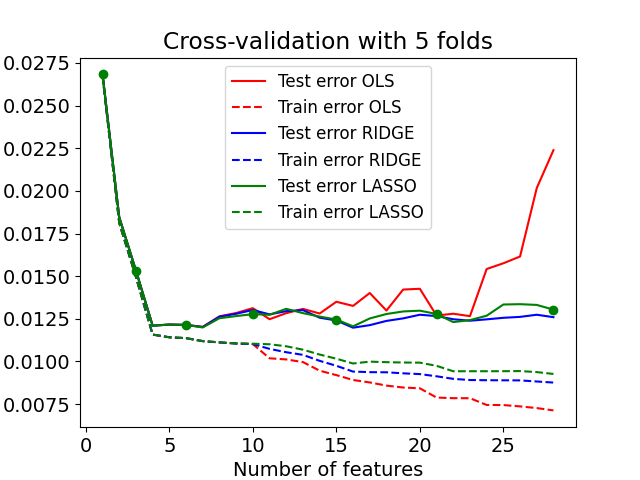 Cross-validation with 5 folds
0.0275
0.0250
0.0225
0.0200
0.0175
0.0150
0.0125
0.0100
0.0075
Test error OLS
Train error OLS
Test error RIDGE
Train error RIDGE
Test error LASSO
Train error LASSO
0 5 10 15 20 25
Number of features